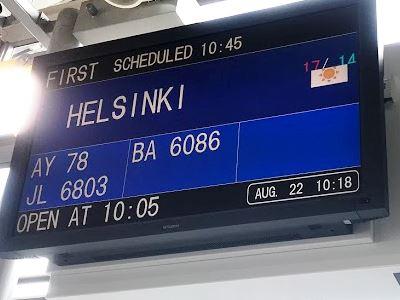 FIRST SCHEDULED 10:45
HELSINKI 17/14
AY 78 BA 6086
JL 6803
OPEN AT 10:05
AUG. 22 10:18
MITSUBISHI